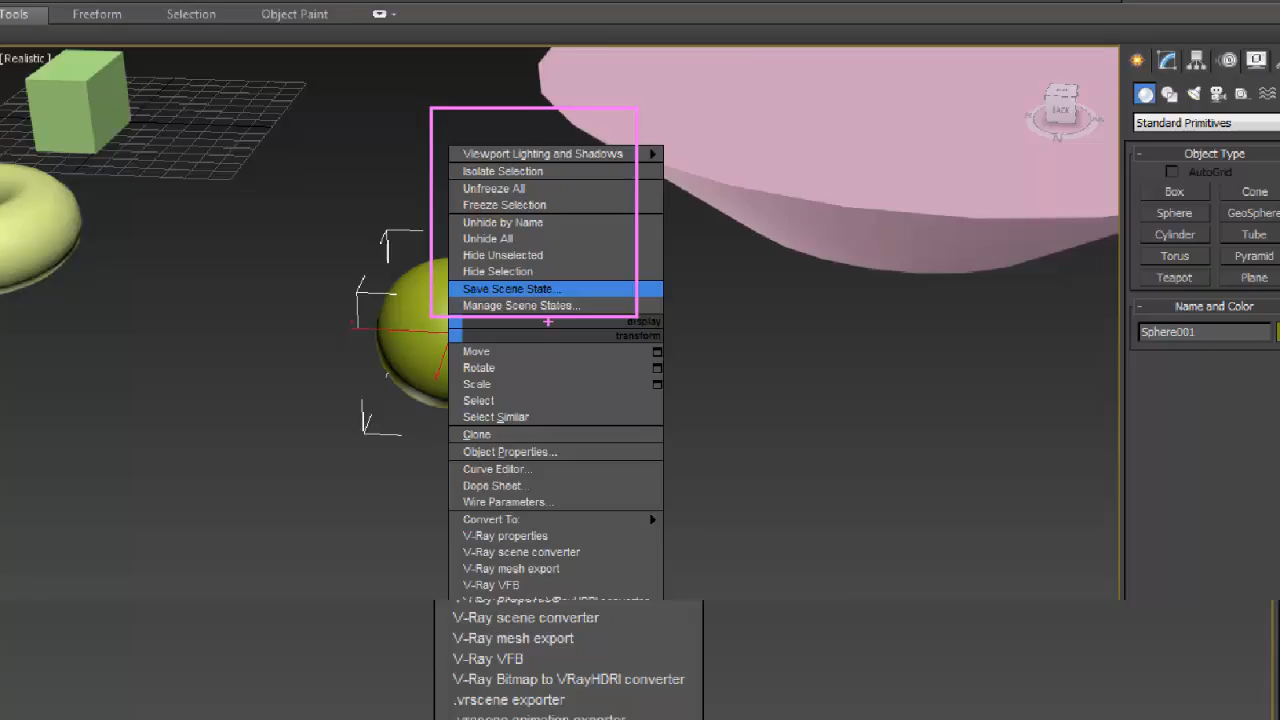 Tools Freeform Selection Object Paint
[Realistic]
BACK
Standard Primitives
- Object Type
AutoGrid
Box Cone
Sphere GeoSphere
Cylinder Tube
Torus Pyramid
Teapot Plane
- Name and Color
Sphere001
Viewport Lighting and Shadows
Isolate Selection
Unfreeze All
Freeze Selection
Unhide by Name
Unhide All
Hide Unselected
Hide Selection
Save Scene State...
Manage Scene States...
display
transform
Move
Rotate
Scale
Select
Select Similar
Clone
Object Properties...
Curve Editor...
Dope Sheet...
Wire Parameters...
Convert To:
V-Ray properties
V-Ray scene converter
V-Ray mesh export
V-Ray VFB
V-Ray scene converter
V-Ray mesh export
V-Ray VFB
V-Ray Bitmap to VRayHDRI converter
.vrscene exporter
.vrscene animation exporter